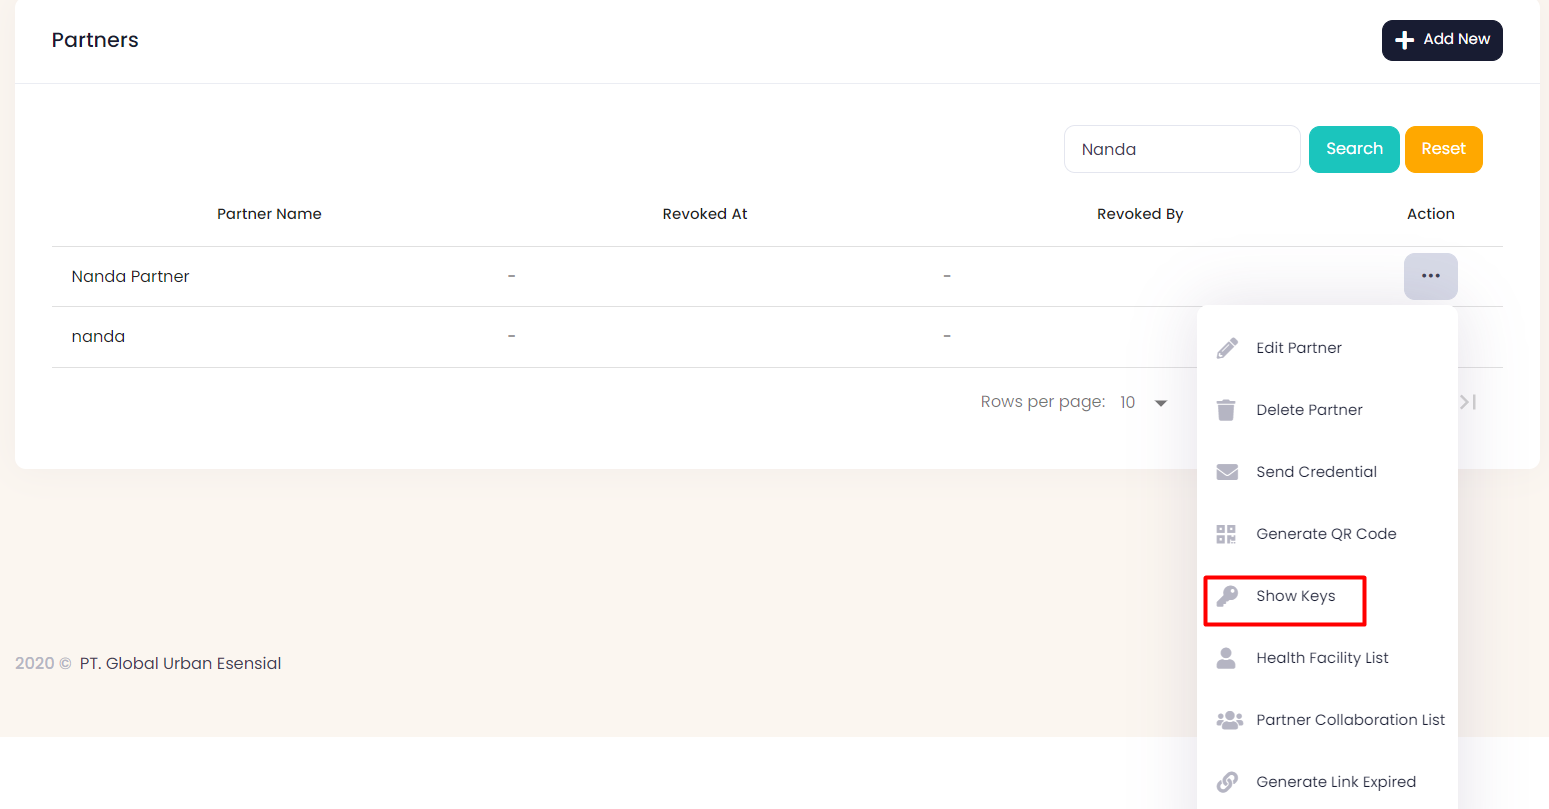 Partners
Add New
Nanda
Search
Reset
Partner Name Revoked At Revoked By Action
Nanda Partner - - ...
nanda - -
Rows per page: 10
Edit Partner
Delete Partner
Send Credential
Generate QR Code
Show Keys
Health Facility List
Partner Collaboration List
Generate Link Expired
2020 © PT. Global Urban Esensial